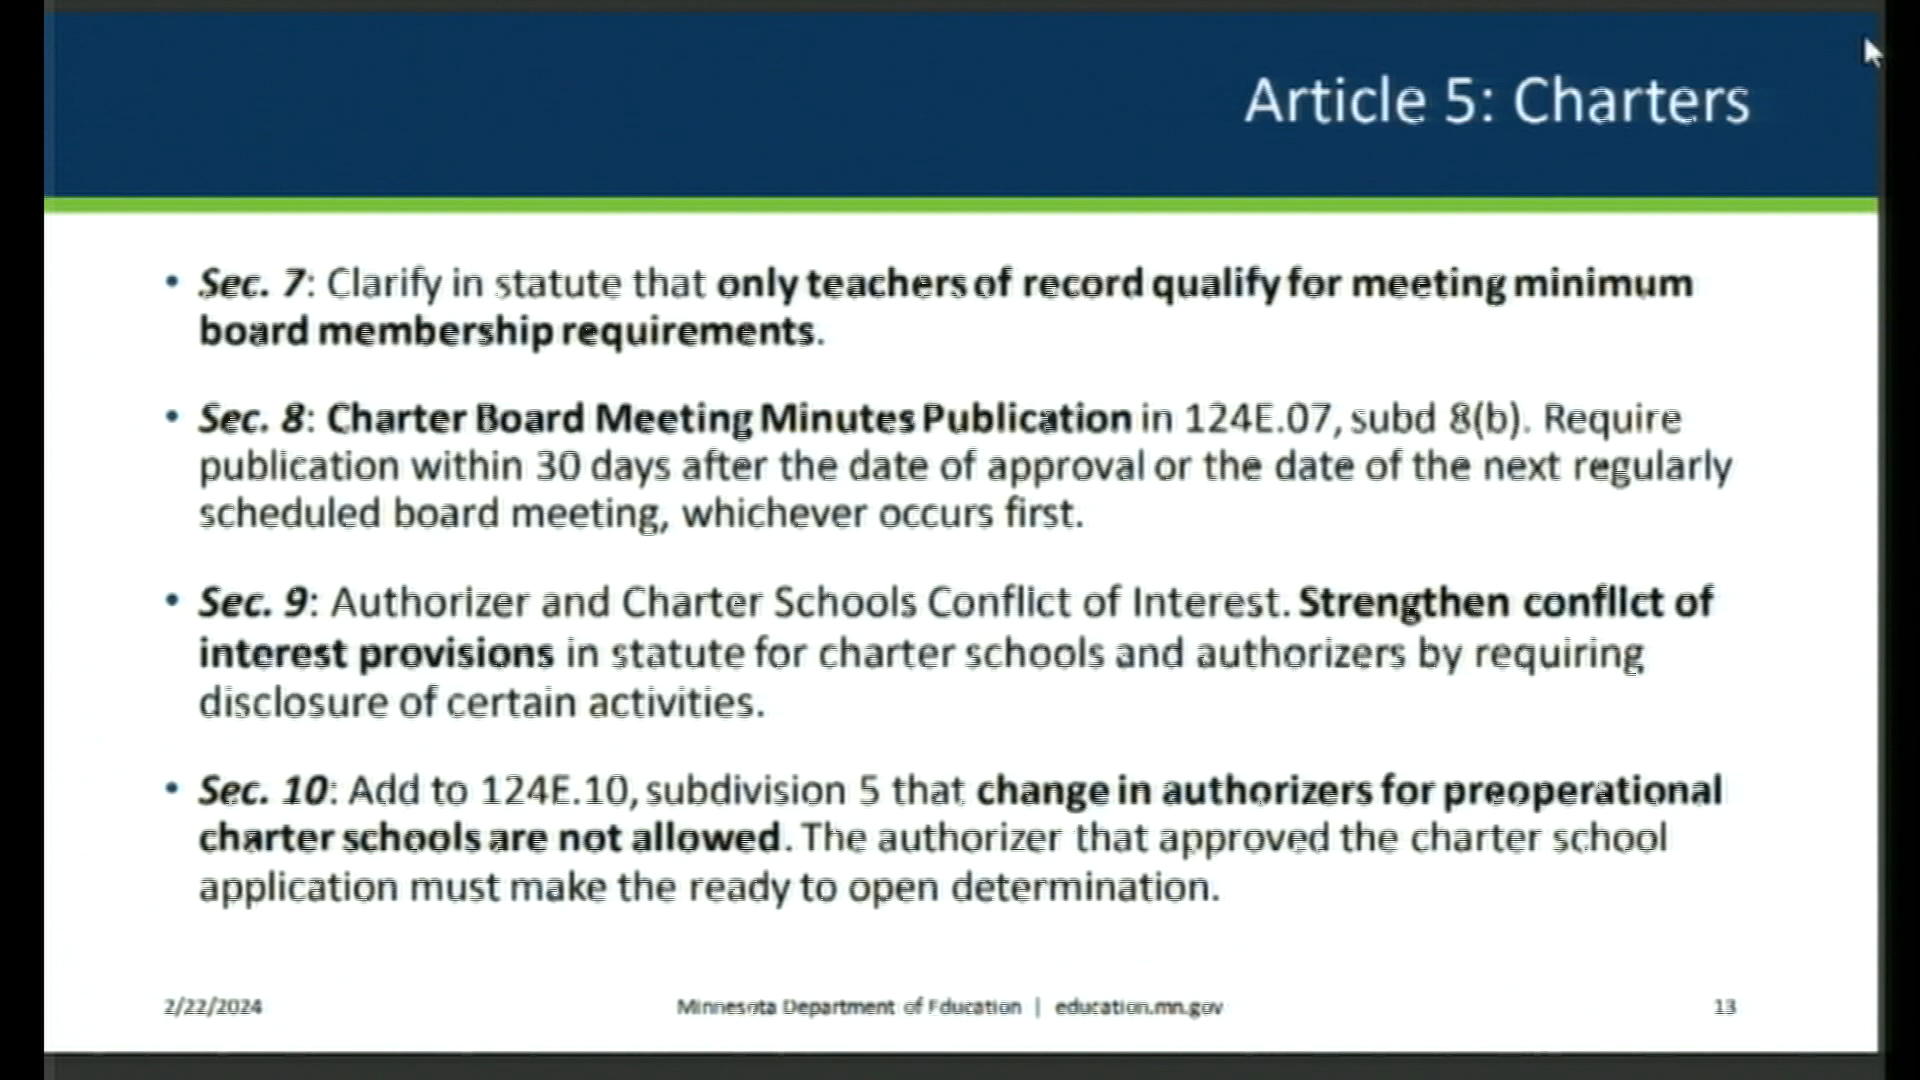 Article 5: Charters
• Sec. 7: Clarify in statute that only teachers of record qualify for meeting minimum
board membership requirements.
• Sec. 8: Charter Board Meeting Minutes Publication in 124E.07, subd 8(b). Require
publication within 30 days after the date of approval or the date of the next regularly
scheduled board meeting, whichever occurs first.
• Sec. 9: Authorizer and Charter Schools Conflict of Interest. Strengthen conflict of
interest provisions in statute for charter schools and authorizers by requiring
disclosure of certain activities.
• Sec. 10: Add to 124E.10, subdivision 5 that change in authorizers for preoperational
charter schools are not allowed. The authorizer that approved the charter school
application must make the ready to open determination.
2/22/2024 Minnesota Department of Education | education.mn.gov 13